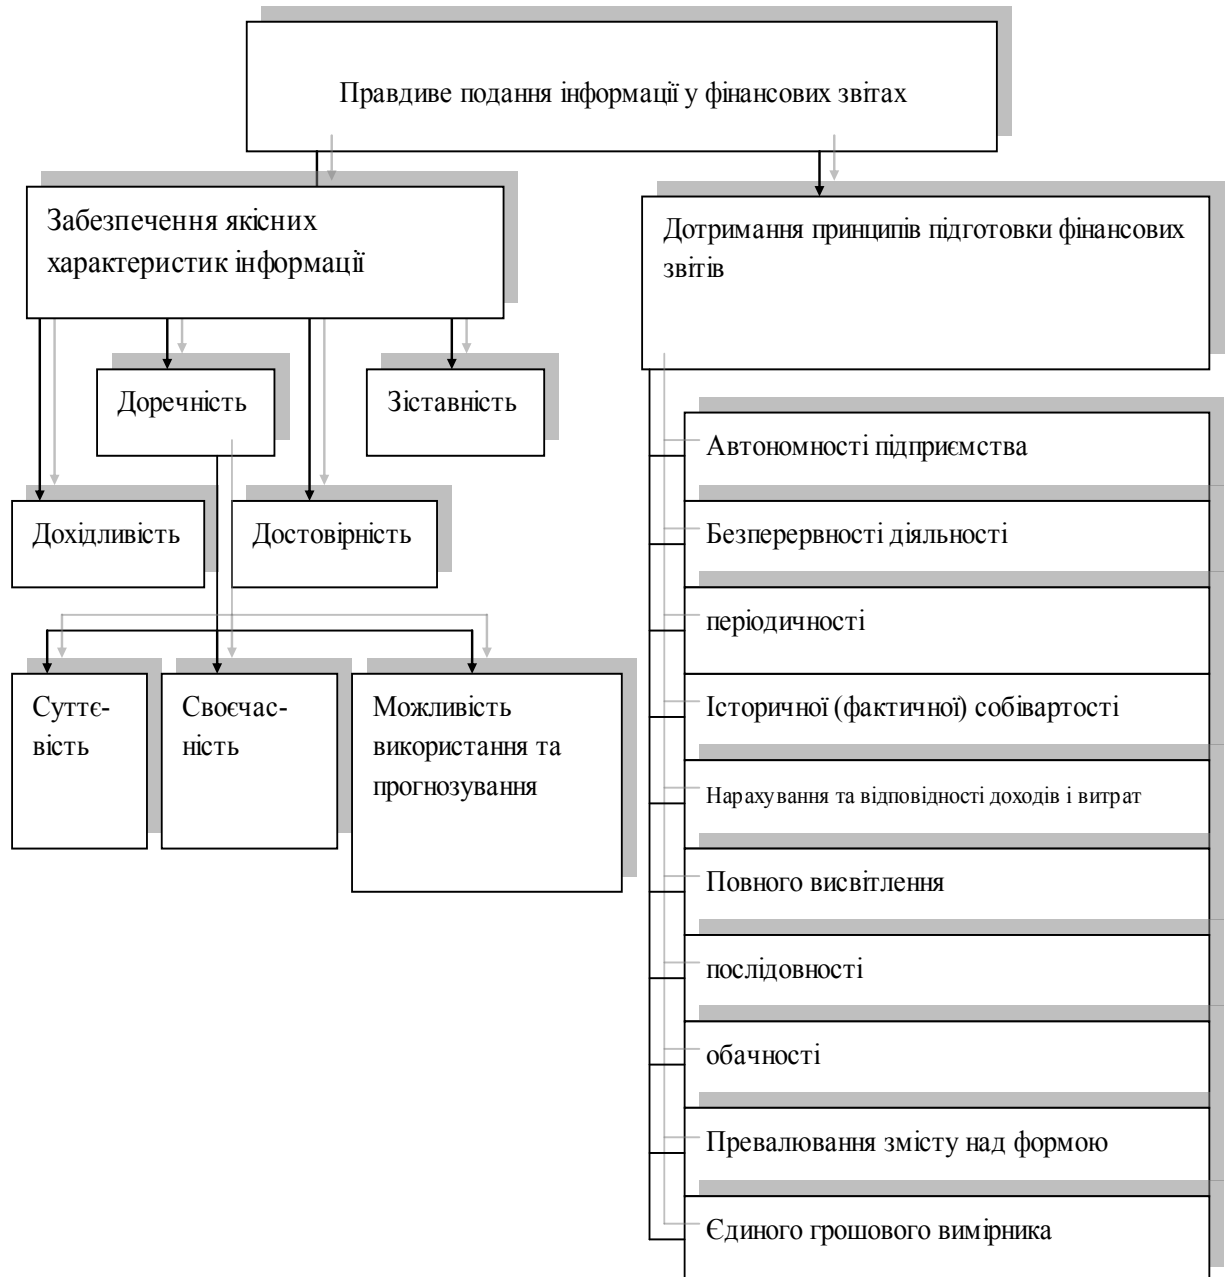 Правдиве подання інформації у фінансових звітах
Забезпечення якісних
характеристик інформації
Дотримання принципів підготовки фінансових
звітів
Доречність
Зіставність
Дохідливість
Достовірність
Суттє-
вість
Своєчас-
ність
Можливість
використання та
прогнозування
Автономності підприємства
Безперервності діяльності
періодичності
Історичної (фактичної) собівартості
Нарахування та відповідності доходів і витрат
Повного висвітлення
послідовності
обачності
Превалювання змісту над формою
Єдиного грошового вимірника